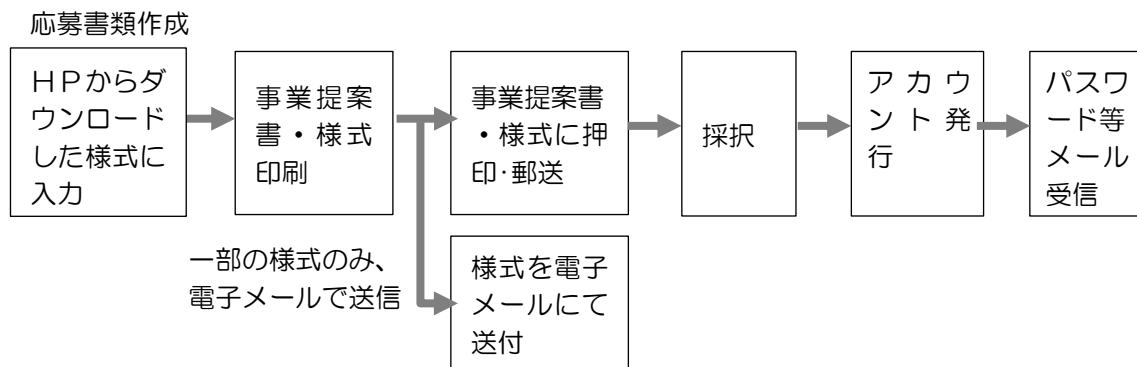 応募書類作成
ＨＰからダ
ウンロード
した様式に
入力
事業提案
書・様式
印刷
事業提案書
・様式に押
印・郵送
採択
アカウ
ント発
行
パスワ
ード等
メール
受信
一部の様式のみ、
電子メールで送信
様式を電子
メールにて
送付